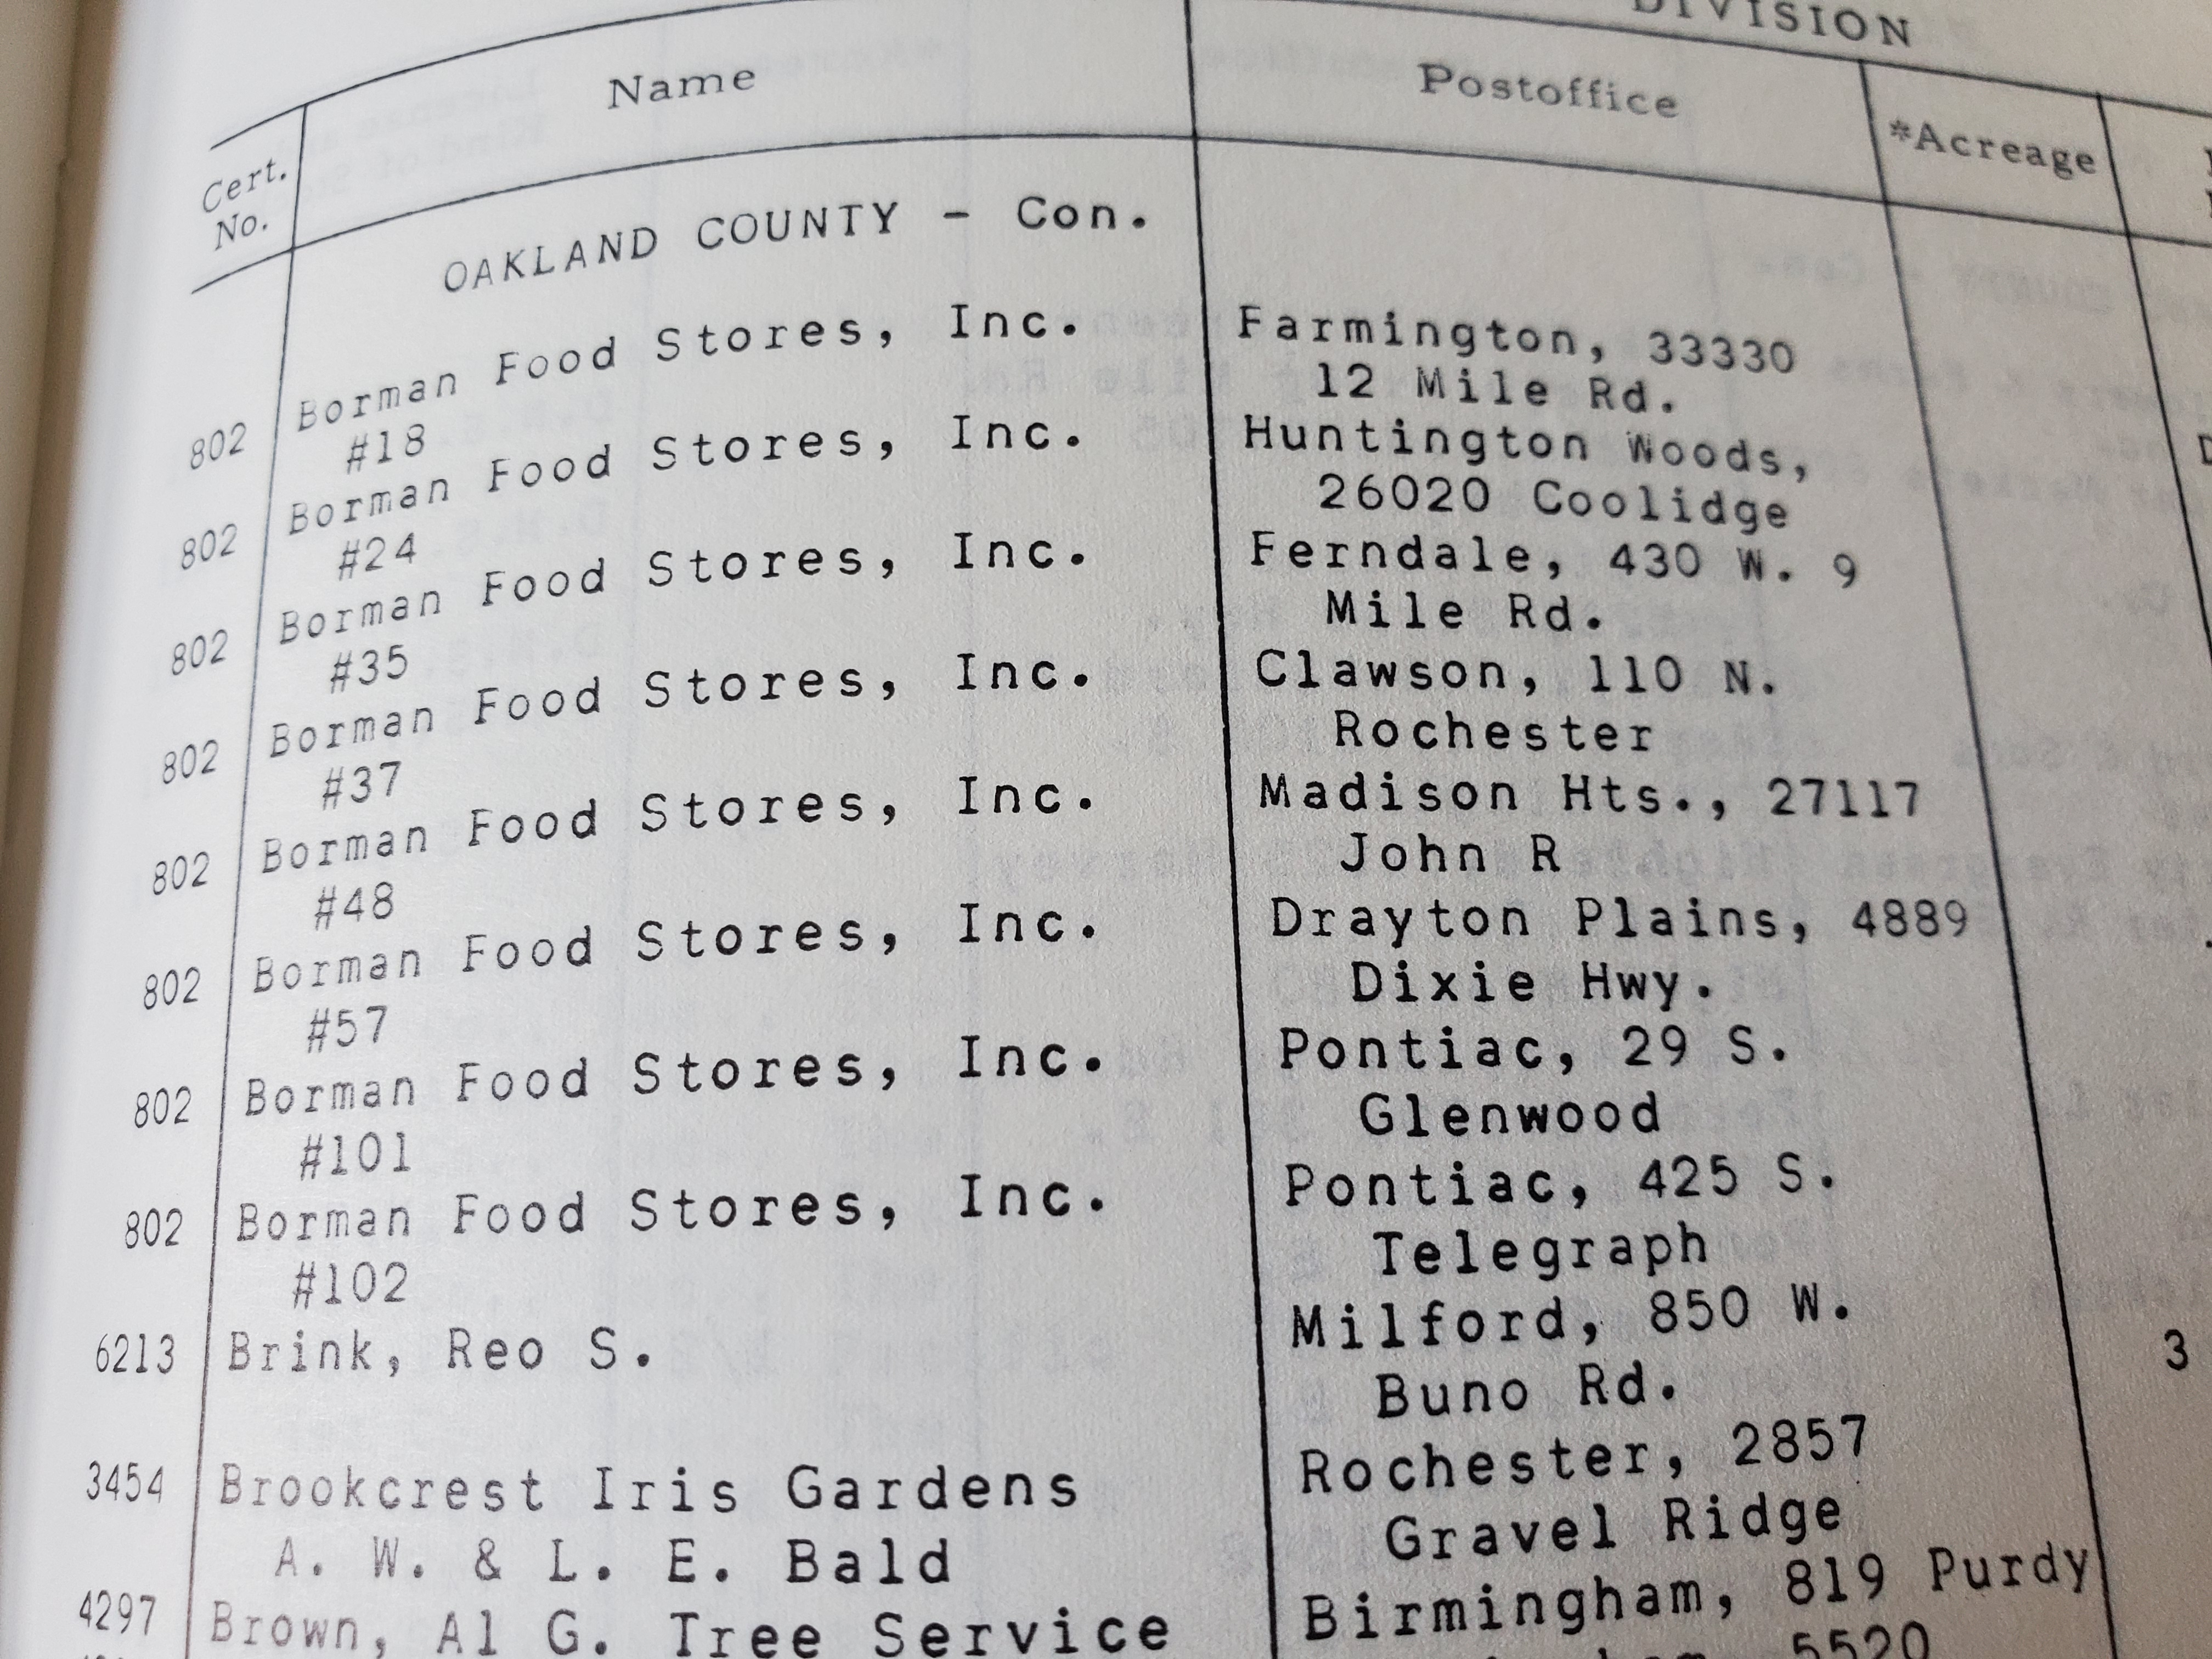 DIVISION
Cert. No. Name Postoffice *Acreage
OAKLAND COUNTY - Con.
802 Borman Food Stores, Inc. Farmington, 33330
#18 12 Mile Rd.
802 Borman Food Stores, Inc. Huntington Woods,
#24 26020 Coolidge
802 Borman Food Stores, Inc. Ferndale, 430 W. 9
#35 Mile Rd.
802 Borman Food Stores, Inc. Clawson, 110 N.
#37 Rochester
802 Borman Food Stores, Inc. Madison Hts., 27117
#48 John R
802 Borman Food Stores, Inc. Drayton Plains, 4889
#57 Dixie Hwy.
802 Borman Food Stores, Inc. Pontiac, 29 S.
#101 Glenwood
802 Borman Food Stores, Inc. Pontiac, 425 S.
#102 Telegraph
6213 Brink, Reo S. Milford, 850 W. 3
Buno Rd.
3454 Brookcrest Iris Gardens Rochester, 2857
A. W. & L. E. Bald Gravel Ridge
4297 Brown, Al G. Tree Service Birmingham, 819 Purdy
5520